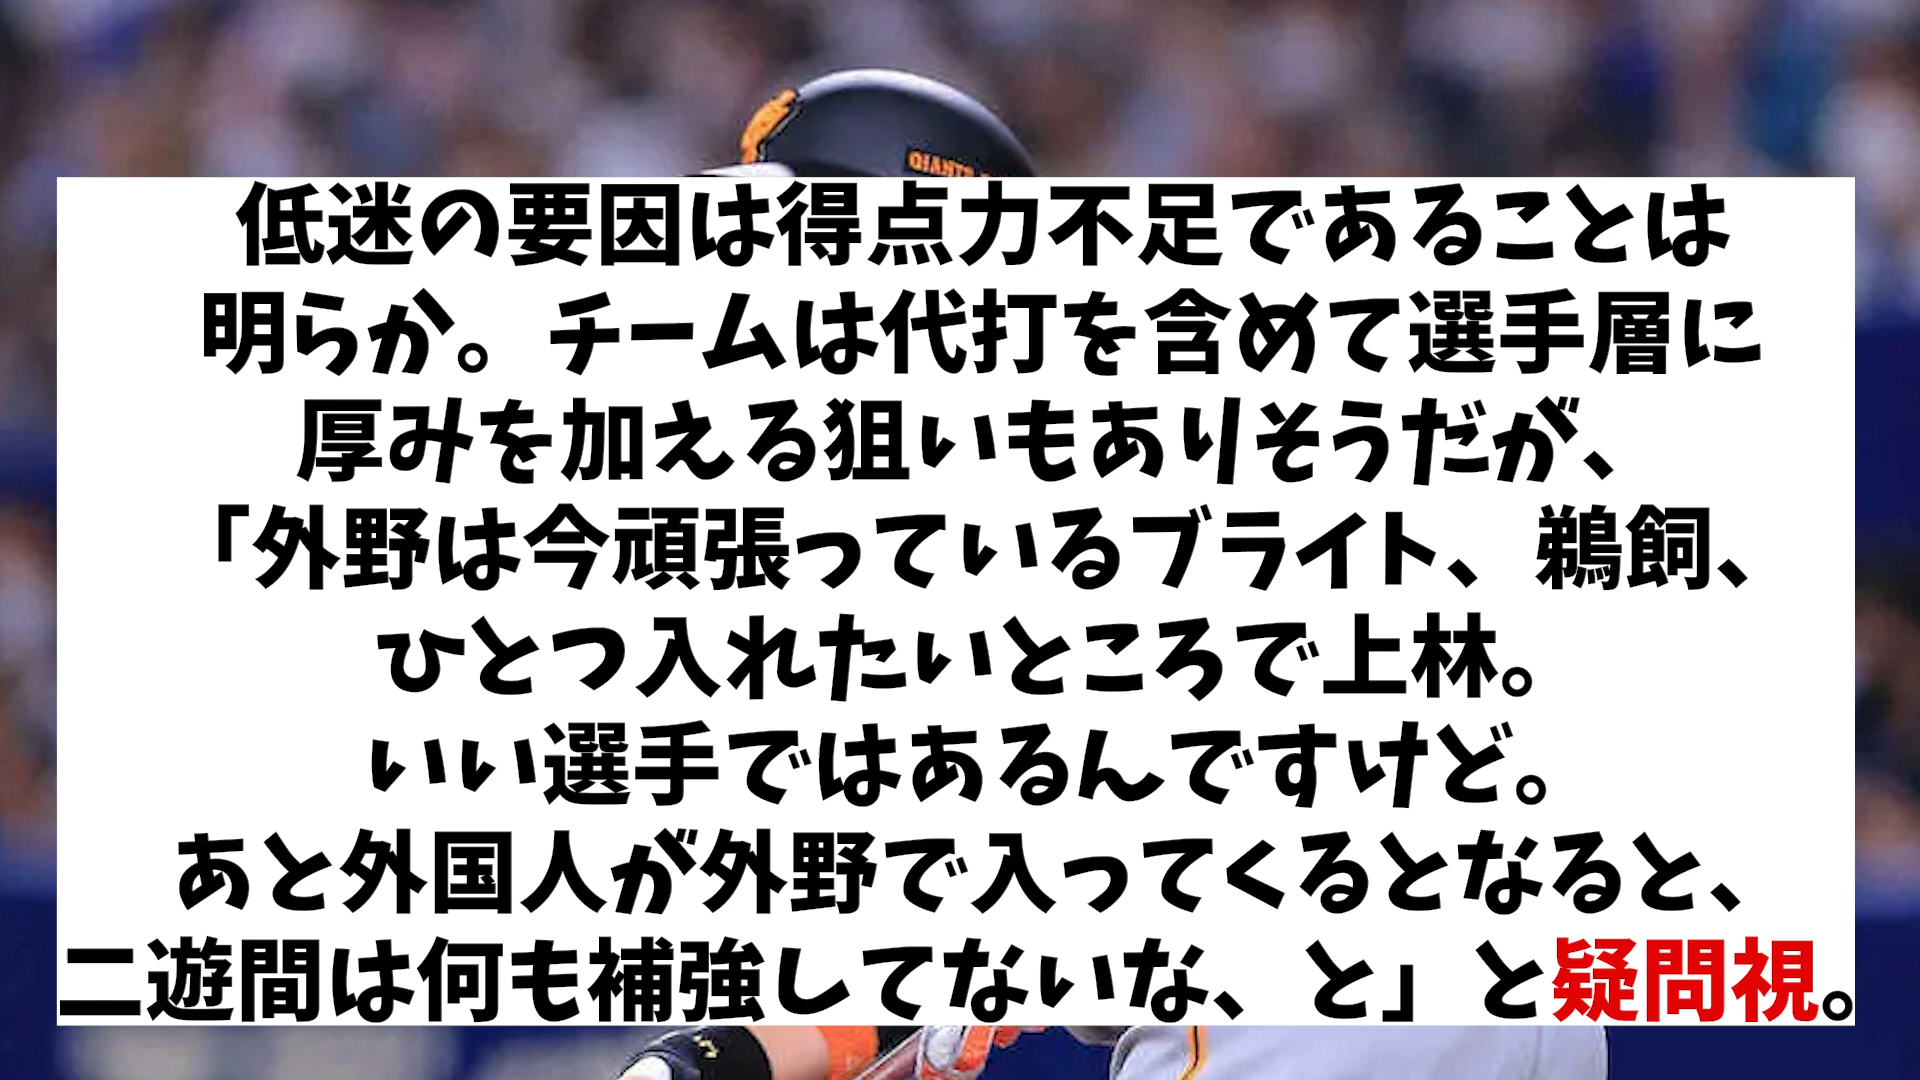 GIANTS
低迷の要因は得点力不足であることは
明らか。チームは代打を含めて選手層に
厚みを加える狙いもありそうだが、
「外野は今頑張っているブライト、鵜飼、
ひとつ入れたいところで上林。
いい選手ではあるんですけど。
あと外国人が外野で入ってくるとなると、
二遊間は何も補強してないな、と」と疑問視。